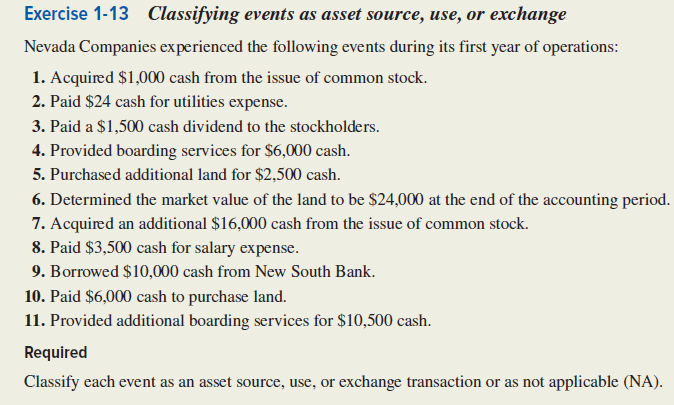 Exercise 1-13 Classifying events as asset source, use, or exchange
Nevada Companies experienced the following events during its first year of operations:
1. Acquired $1,000 cash from the issue of common stock.
2. Paid $24 cash for utilities expense.
3. Paid a $1,500 cash dividend to the stockholders.
4. Provided boarding services for $6,000 cash.
5. Purchased additional land for $2,500 cash.
6. Determined the market value of the land to be $24,000 at the end of the accounting period.
7. Acquired an additional $16,000 cash from the issue of common stock.
8. Paid $3,500 cash for salary expense.
9. Borrowed $10,000 cash from New South Bank.
10. Paid $6,000 cash to purchase land.
11. Provided additional boarding services for $10,500 cash.
Required
Classify each event as an asset source, use, or exchange transaction or as not applicable (NA).